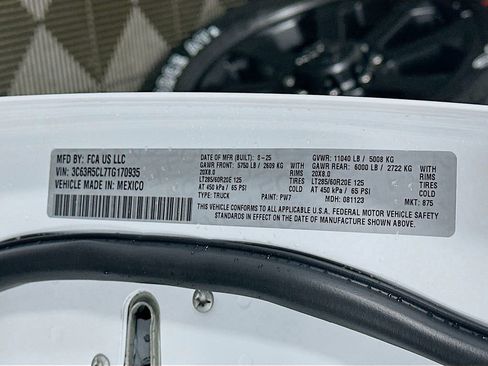 MFD BY: FCA US LLC
VIN: 3C63R5CL7TG170935
VEHICLE MADE IN: MEXICO
DATE OF MFR (BUILT): 8-25 GVWR: 11040 LB / 5008 KG
GAWR FRONT: 5750 LB / 2609 KG GAWR REAR: 6000 LB / 2722 KG
20X8.0 RIMS 20X8.0 RIMS
LT285/60R20E 125 TIRES LT285/60R20E 125 TIRES
AT 450 kPa / 65 PSI COLD AT 450 kPa / 65 PSI COLD
TYPE: TRUCK PAINT: PW7 MDH: 081123 MKT: 875
THIS VEHICLE CONFORMS TO ALL APPLICABLE U.S.A. FEDERAL MOTOR VEHICLE SAFETY
STANDARDS IN EFFECT ON THE DATE OF MANUFACTURE SHOWN ABOVE.